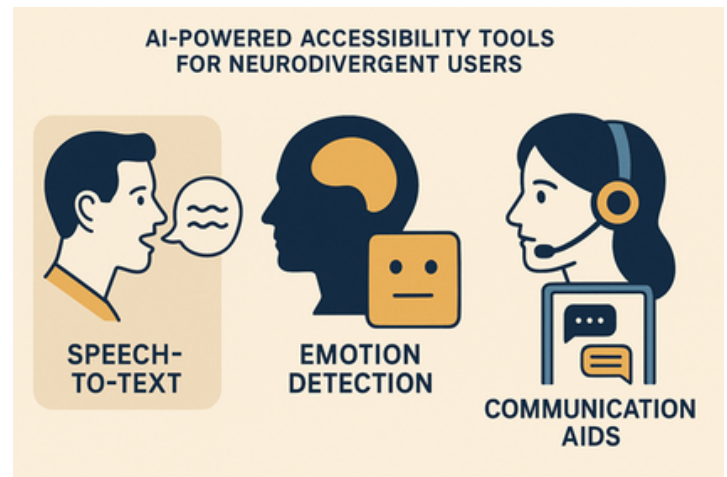 AI-POWERED ACCESSIBILITY TOOLS
FOR NEURODIVERGENT USERS
SPEECH-
TO-TEXT
EMOTION
DETECTION
COMMUNICATION
AIDS